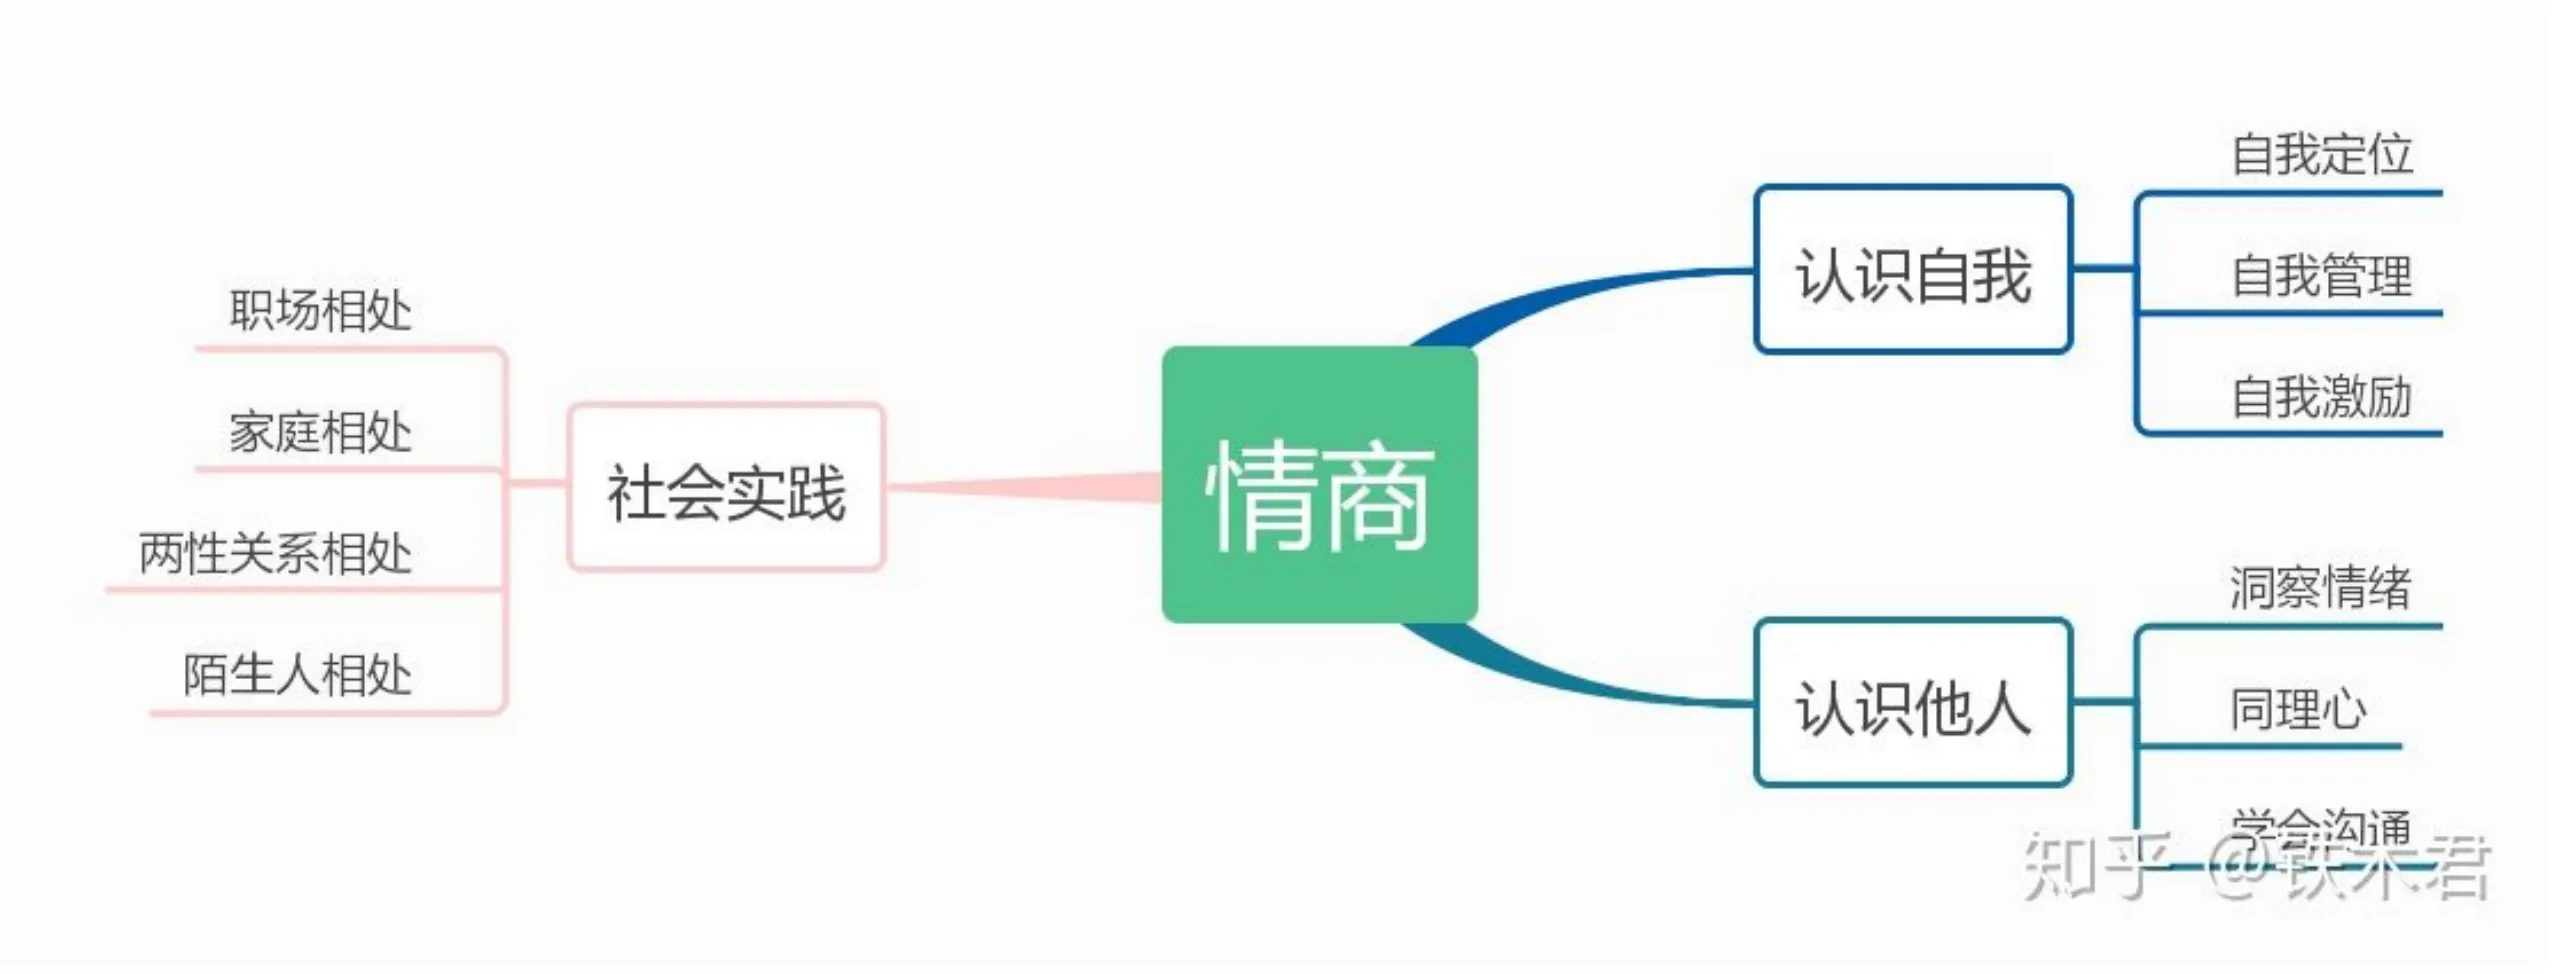 情商
认识自我
自我定位
自我管理
自我激励
认识他人
洞察情绪
同理心
学会沟通
社会实践
职场相处
家庭相处
两性关系相处
陌生人相处
知乎 @铁木君